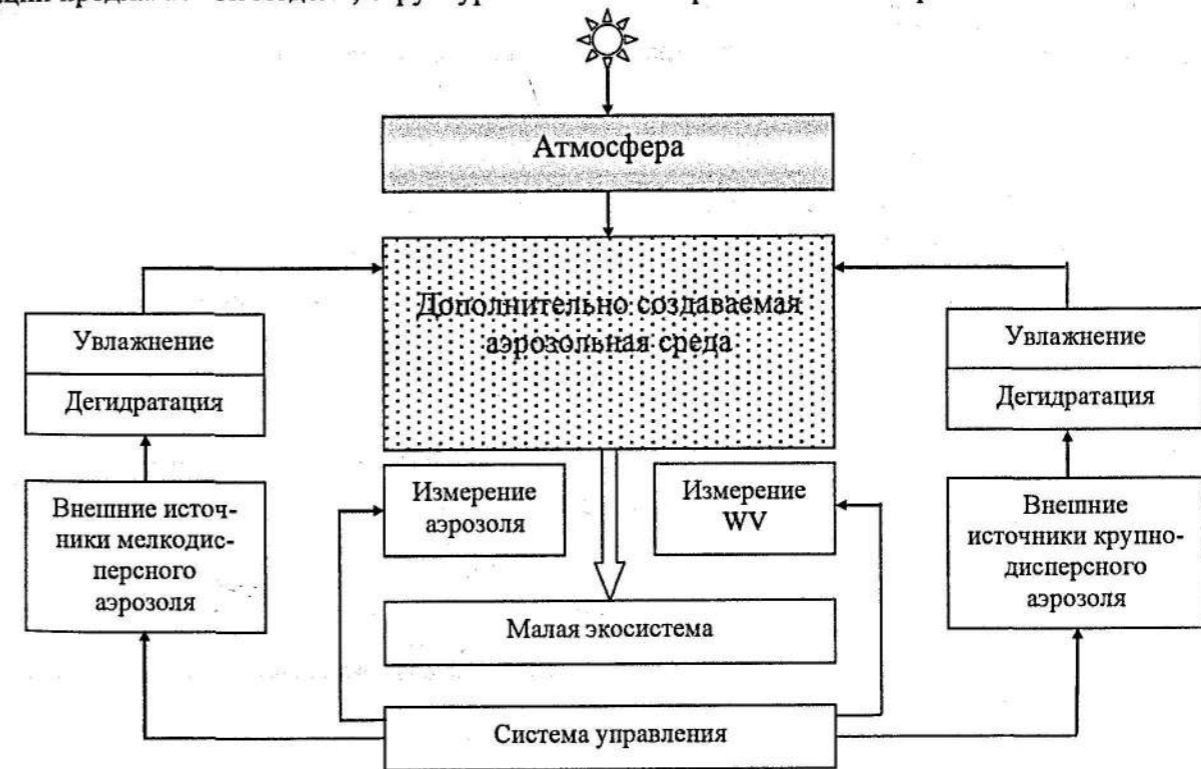 Атмосфера
Дополнительно создаваемая
аэрозольная среда
Увлажнение
Дегидратация
Внешние источ-
ники мелкодис-
персного
аэрозоля
Измерение
аэрозоля
Измерение
WV
Увлажнение
Дегидратация
Внешние
источники крупно-
дисперсного
аэрозоля
Малая экосистема
Система управления